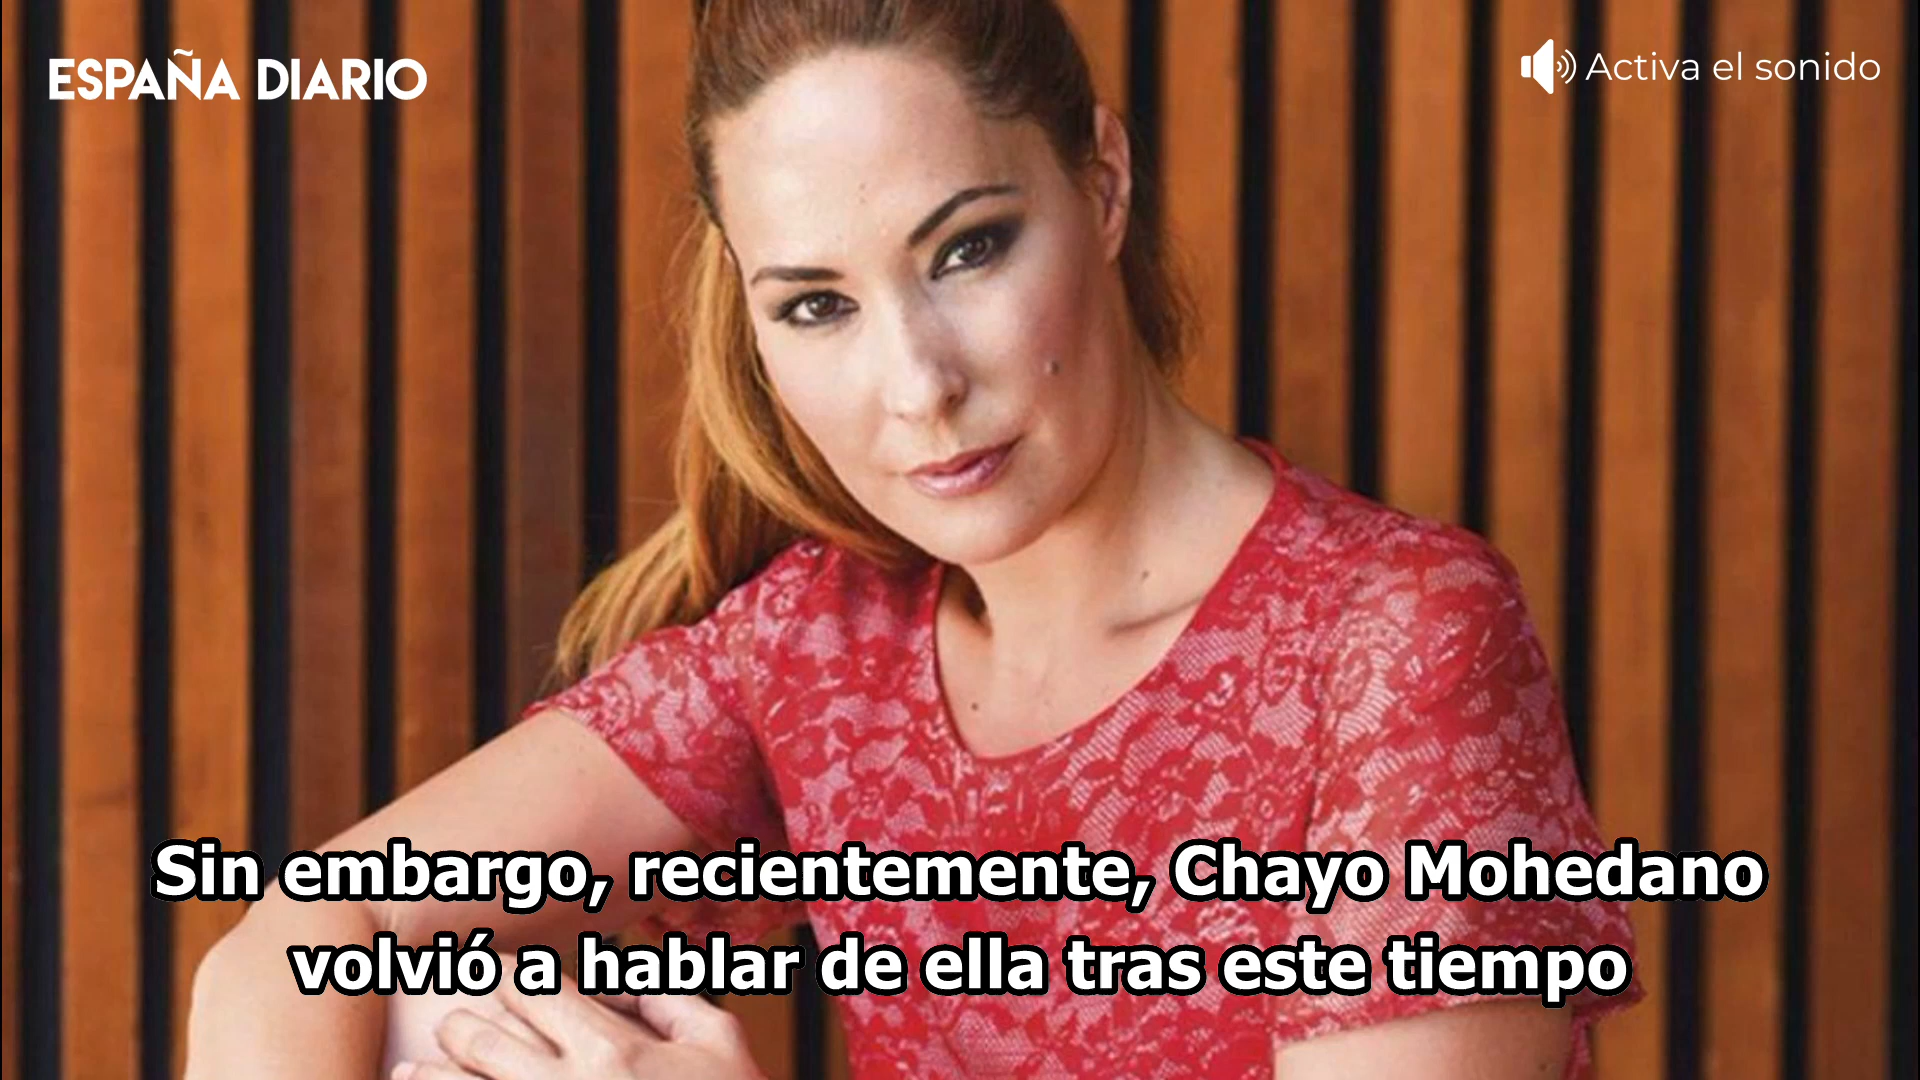 ESPAÑA DIARIO
Activa el sonido
Sin embargo, recientemente, Chayo Mohedano
volvió a hablar de ella tras este tiempo